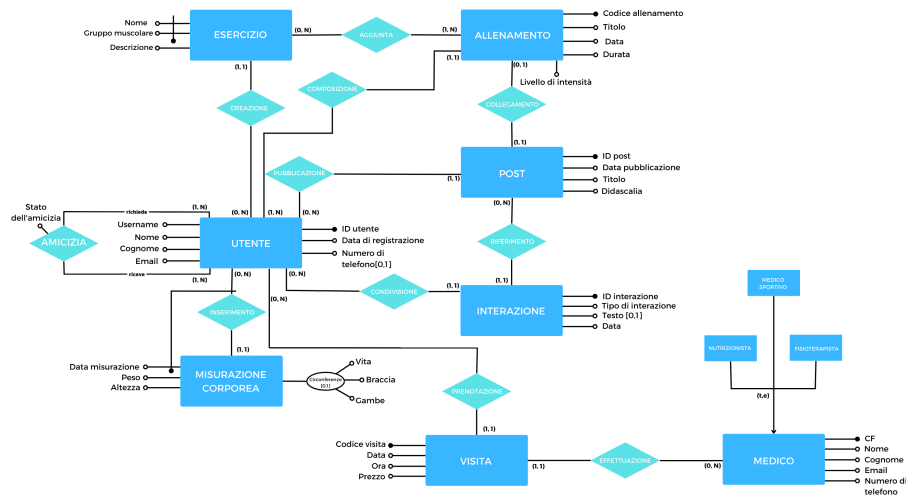 Nome
Gruppo muscolare
Descrizione
ESERCIZIO
(0, N)
AGGIUNTA
(1, N)
ALLENAMENTO
Codice allenamento
Titolo
Data
Durata
Livello di intensità
(1, 1)
(1, 1)
(0, 1)
CREAZIONE
COMPOSIZIONE
COLLEGAMENTO
(1, 1)
PUBBLICAZIONE
(1, 1)
POST
ID post
Data pubblicazione
Titolo
Didascalia
(0, N)
Stato
dell'amicizia
richiede
(1, N)
(0, N)
(1, N)
(0, N)
Username
Nome
Cognome
Email
AMICIZIA
UTENTE
ID utente
Data di registrazione
Numero di
telefono[0,1]
RIFERIMENTO
riceve
(1, N)
(0, N)
(0, N)
(0, N)
CONDIVISIONE
(1, 1)
(1, 1)
INTERAZIONE
ID interazione
Tipo di interazione
Testo [0,1]
Data
MEDICO
SPORTIVO
INSERIMENTO
NUTRIZIONISTA
FISIOTERAPISTA
(1, 1)
Data misurazione
Peso
Altezza
MISURAZIONE
CORPOREA
Circonferenze
[0,1]
Vita
Braccia
Gambe
PRENOTAZIONE
(t,e)
(1, 1)
Codice visita
Data
Ora
Prezzo
VISITA
(1, 1)
EFFETTUAZIONE
(0, N)
MEDICO
CF
Nome
Cognome
Email
Numero di
telefono